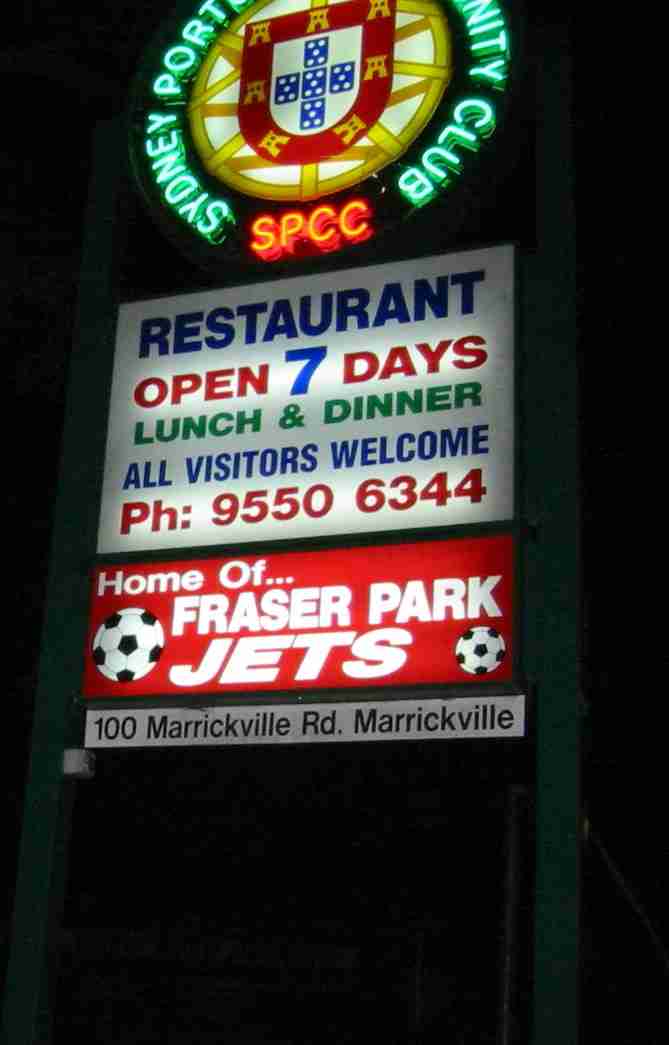 SYDNEY PORT
NITY CLUB
SPCC
RESTAURANT
OPEN 7 DAYS
LUNCH & DINNER
ALL VISITORS WELCOME
Ph: 9550 6344
Home Of...
FRASER PARK
JETS
100 Marrickville Rd. Marrickville